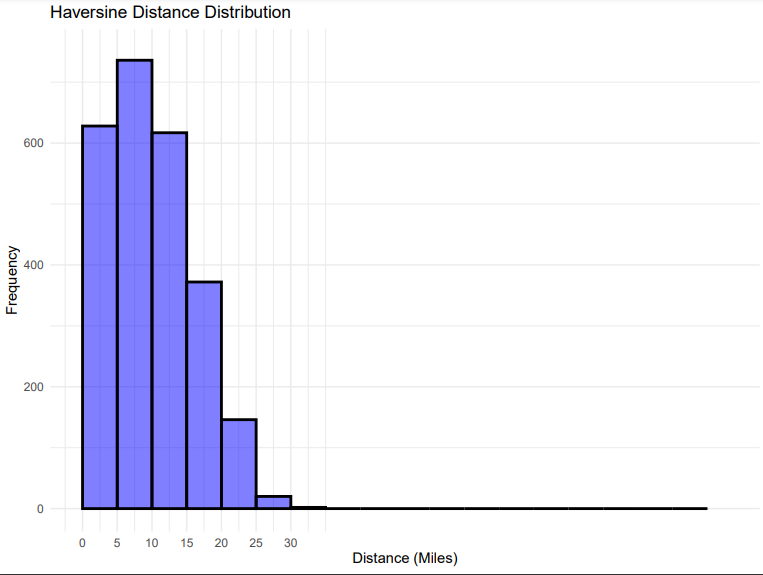 Haversine Distance Distribution
Frequency
600
400
200
0
0 5 10 15 20 25 30
Distance (Miles)